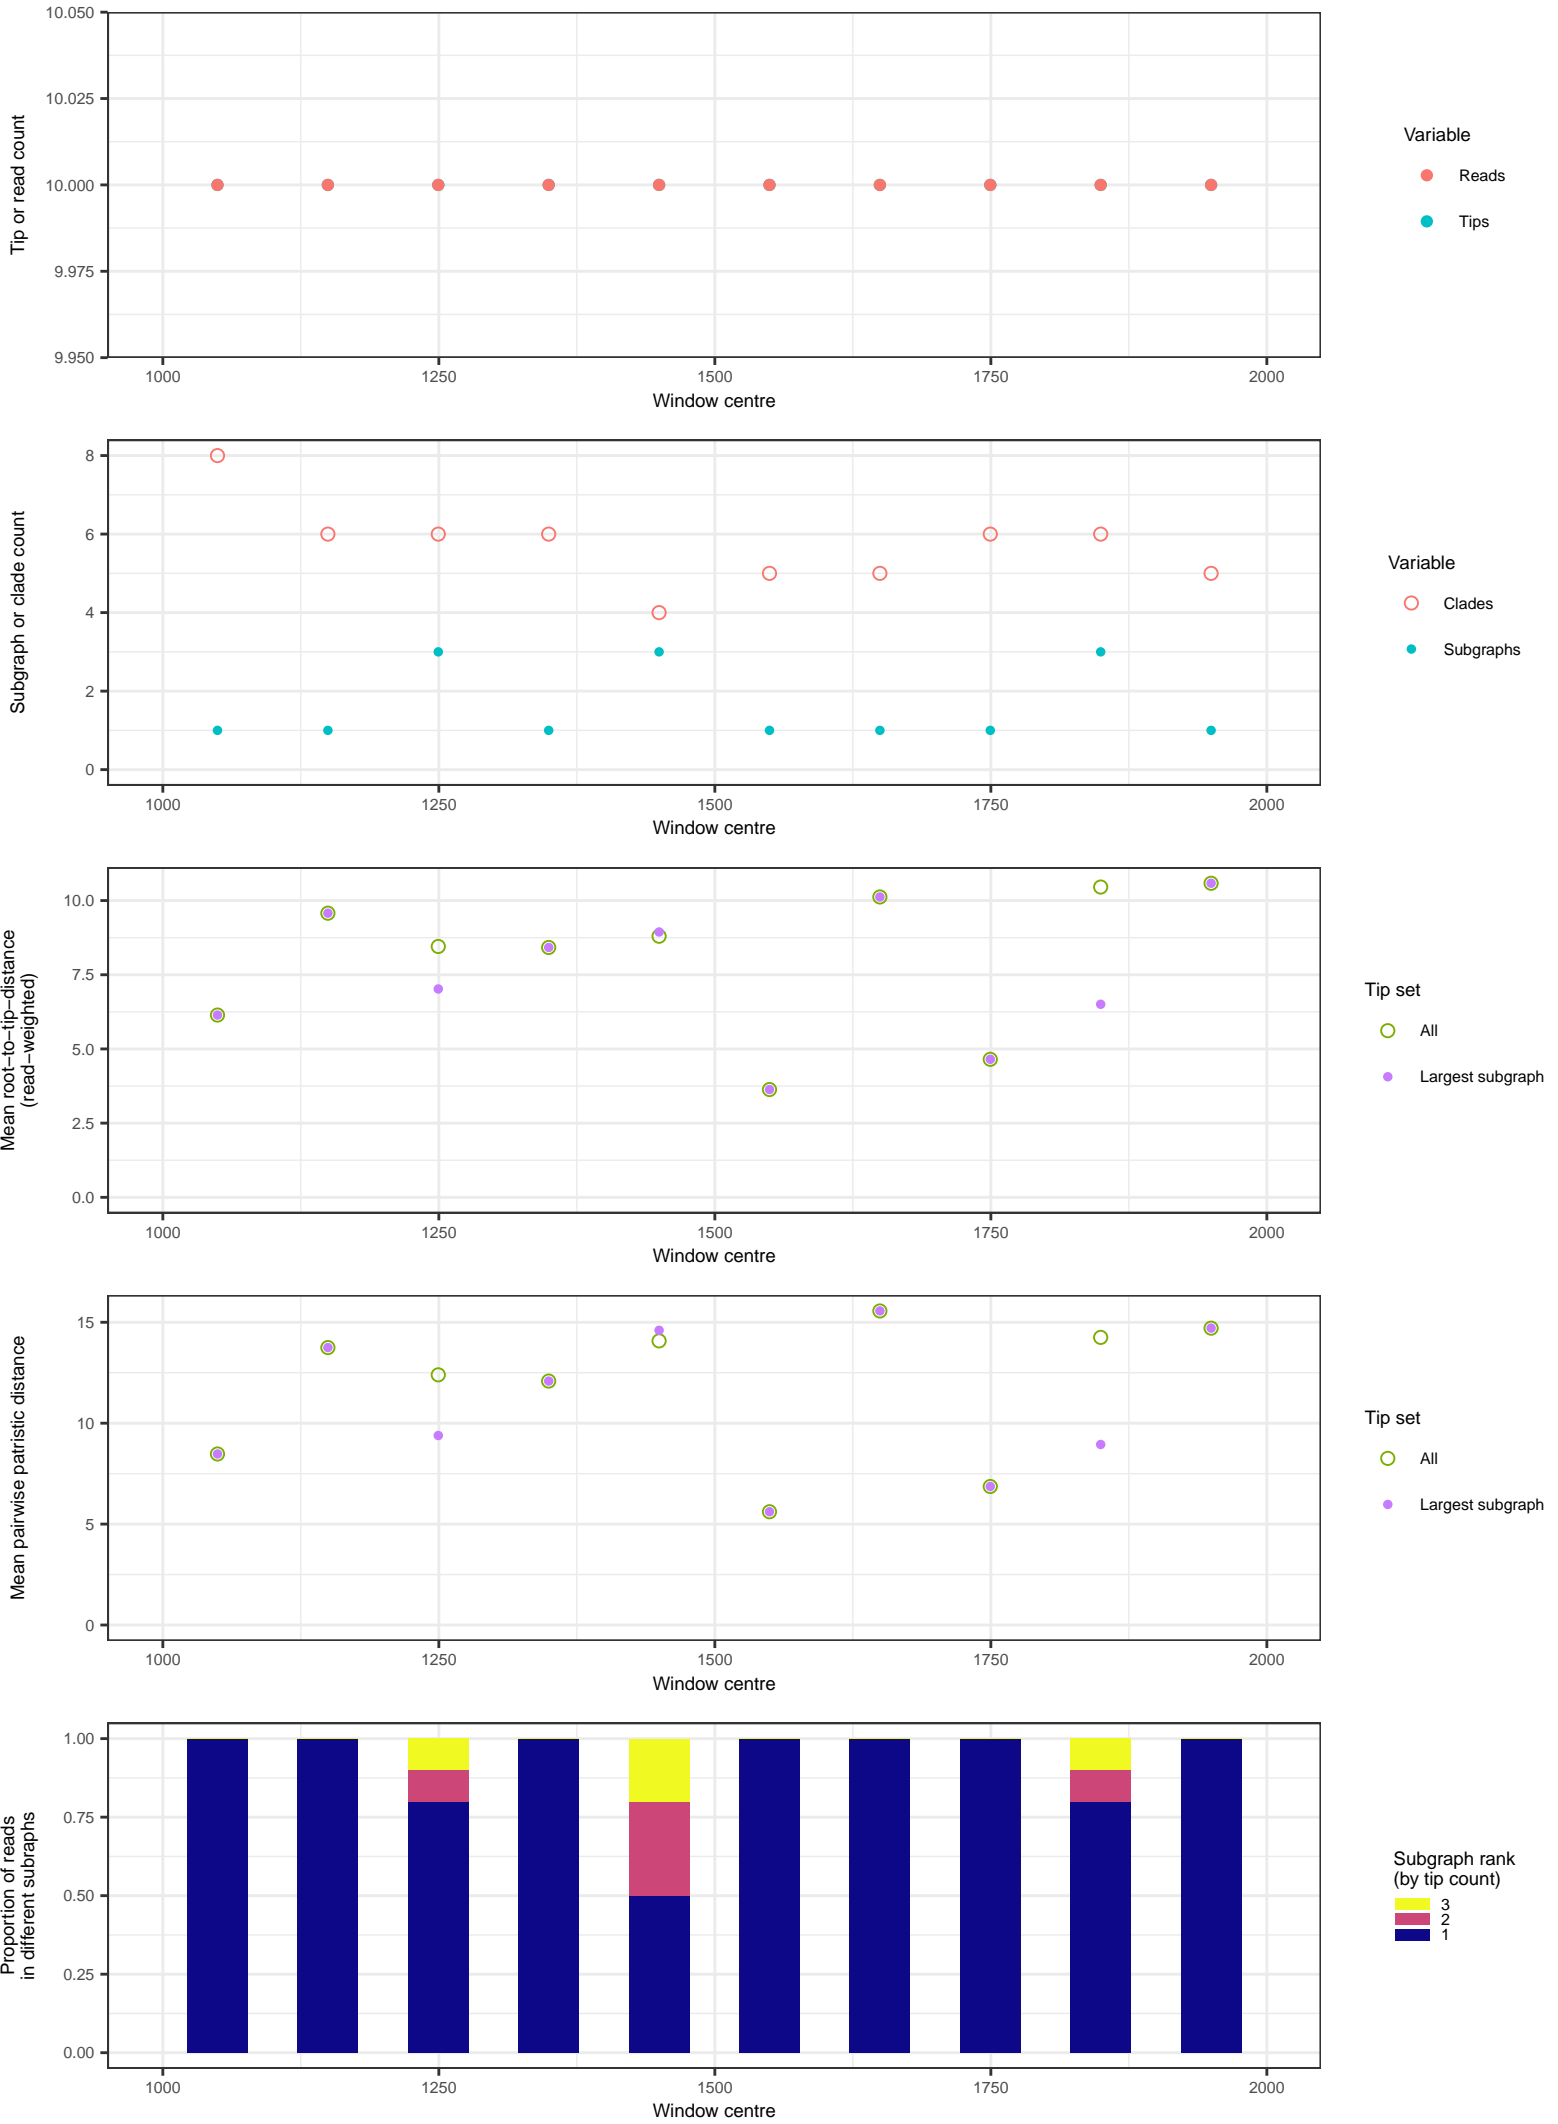 10.050
10.025
10.000
9.975
9.950
Tip or read count
1000 1250 1500 1750 2000
Window centre
Variable
Reads
Tips
8
6
4
2
0
Subgraph or clade count
1000 1250 1500 1750 2000
Window centre
Variable
Clades
Subgraphs
10.0
7.5
5.0
2.5
0.0
Mean root−to−tip−distance
(read−weighted)
1000 1250 1500 1750 2000
Window centre
Tip set
All
Largest subgraph
15
10
5
0
Mean pairwise patristic distance
1000 1250 1500 1750 2000
Window centre
Tip set
All
Largest subgraph
1.00
0.75
0.50
0.25
0.00
Proportion of reads
in different subraphs
1000 1250 1500 1750 2000
Window centre
Subgraph rank
(by tip count)
3
2
1